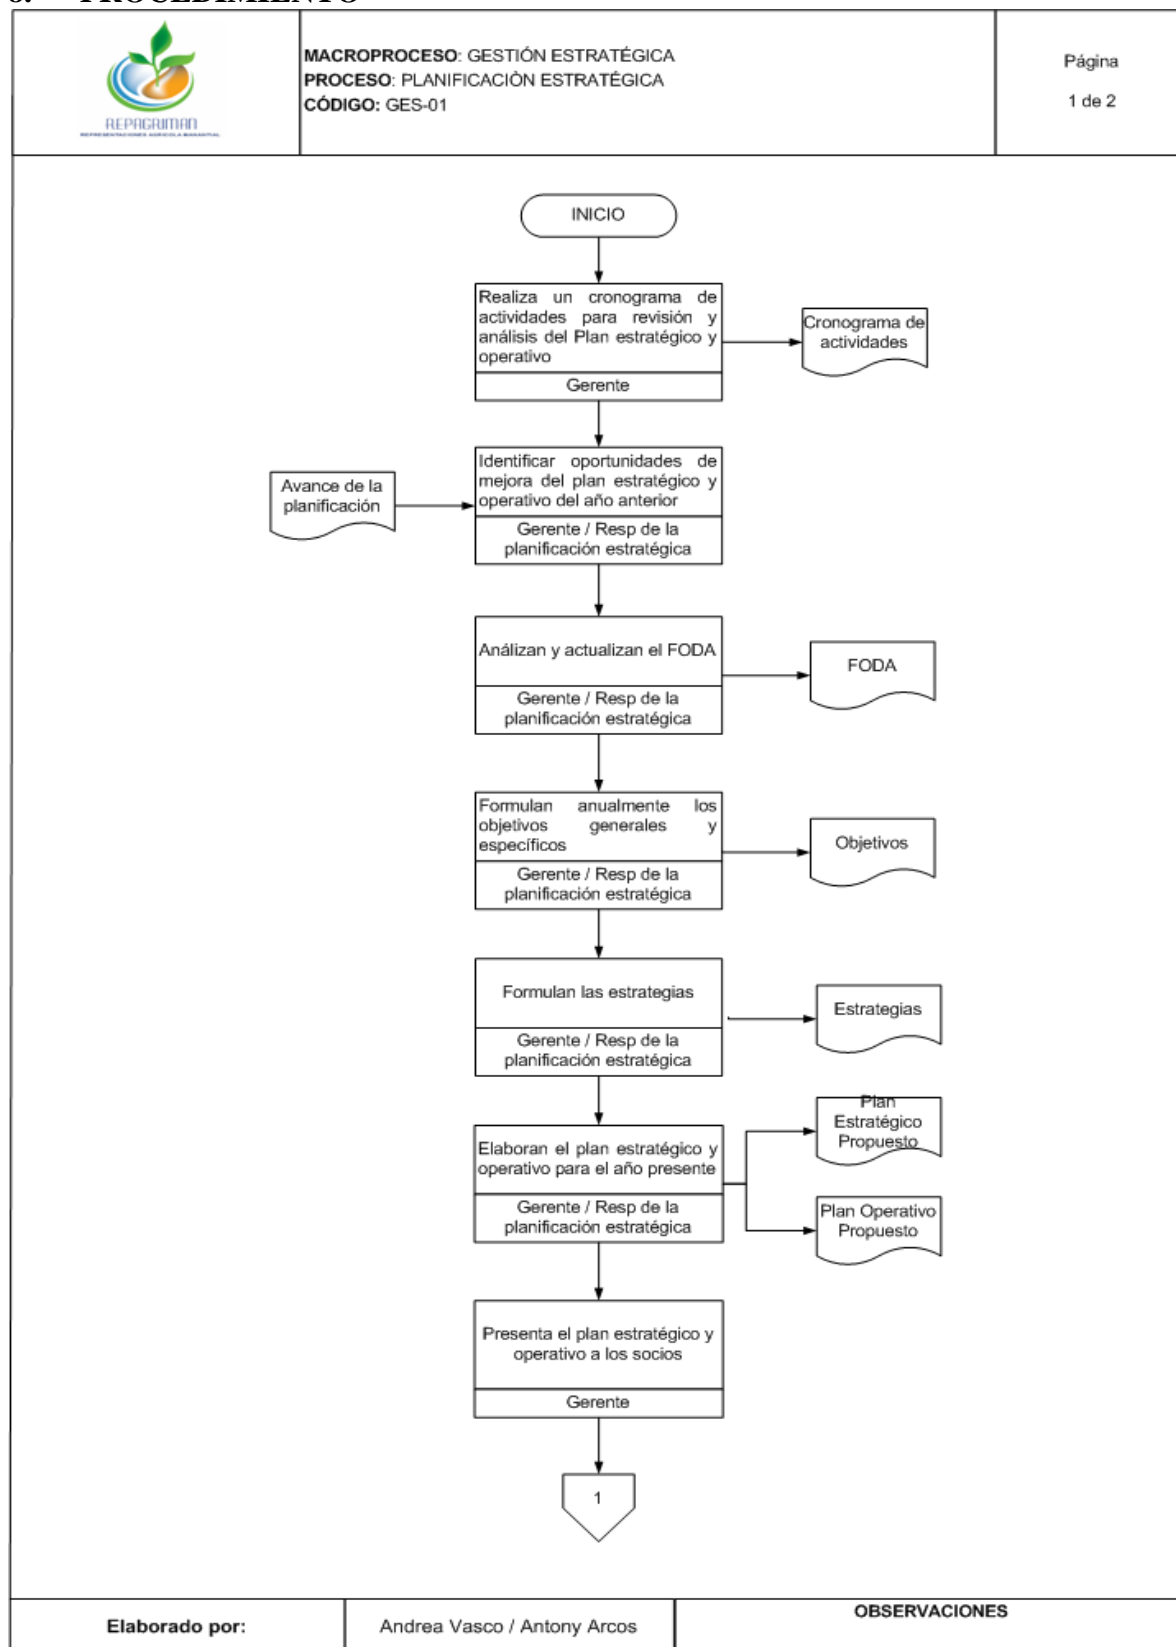 PROCEDIMIENTO
REPAGRIMAN
REPRESENTACIONES AGRICOLA MANANTIAL
MACROPROCESO: GESTIÓN ESTRATÉGICA
PROCESO: PLANIFICACIÒN ESTRATÉGICA
CÓDIGO: GES-01
Página
1 de 2
INICIO
Realiza un cronograma de
actividades para revisión y
análisis del Plan estratégico y
operativo
Gerente
Cronograma de
actividades
Avance de la
planificación
Identificar oportunidades de
mejora del plan estratégico y
operativo del año anterior
Gerente / Resp de la
planificación estratégica
Análizan y actualizan el FODA
Gerente / Resp de la
planificación estratégica
FODA
Formulan anualmente los
objetivos generales y
específicos
Gerente / Resp de la
planificación estratégica
Objetivos
Formulan las estrategias
Gerente / Resp de la
planificación estratégica
Estrategias
Elaboran el plan estratégico y
operativo para el año presente
Gerente / Resp de la
planificación estratégica
Plan
Estratégico
Propuesto
Plan Operativo
Propuesto
Presenta el plan estratégico y
operativo a los socios
Gerente
1
Elaborado por:
Andrea Vasco / Antony Arcos
OBSERVACIONES